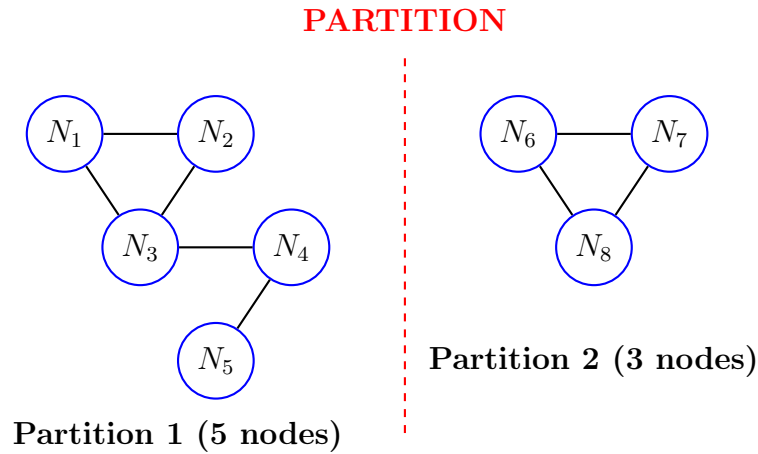 PARTITION
N₁
N₂
N₆
N₇
N₃
N₄
N₈
N₅
Partition 2 (3 nodes)
Partition 1 (5 nodes)